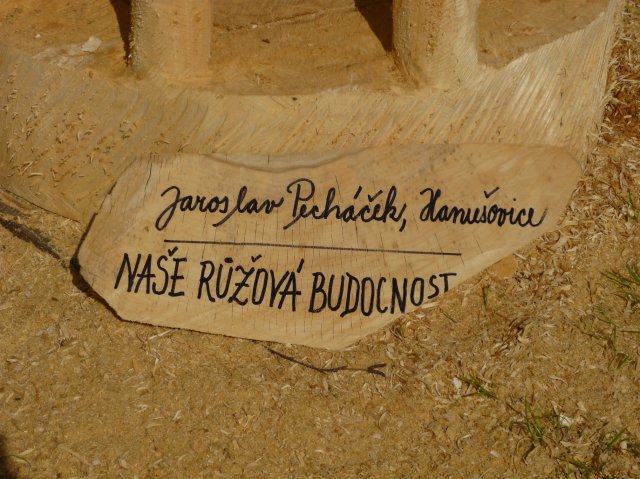 Jaroslav Pecháček, Hanušovice
NAŠE RŮŽOVÁ BUDOCNOST